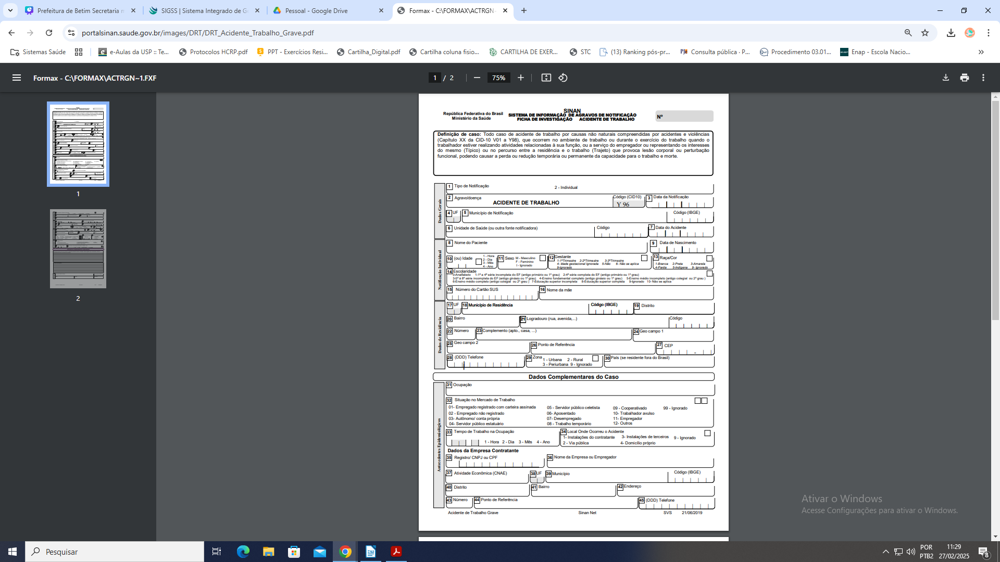 Prefeitura de Betim Secretaria m
SIGSS | Sistema Integrado de G
Pessoal - Google Drive
Formax - C:\FORMAX\ACTRGN~
portalsinan.saude.gov.br/images/DRT/DRT_Acidente_Trabalho_Grave.pdf
Sistemas Saúde
e-Aulas da USP :: Te...
Protocolos HCRP.pdf
PPT - Exercícios Resi...
Cartilha_Digital.pdf
Cartilha coluna fisio...
CARTILHA DE EXER...
STC
(13) Ranking pós-pr...
Consulta pública · P...
Procedimento 03.01...
Enap - Escola Nacio...
Formax - C:\FORMAX\ACTRGN~1.FXF
1 / 2
75%
1
2
República Federativa do Brasil
Ministério da Saúde
SINAN
SISTEMA DE INFORMAÇÃO DE AGRAVOS DE NOTIFICAÇÃO
FICHA DE INVESTIGAÇÃO ACIDENTE DE TRABALHO
Nº
Definição de caso: Todo caso de acidente de trabalho por causas não naturais compreendidas por acidentes e violências
(Capítulo XX da CID-10 V01 a Y98), que ocorrem no ambiente de trabalho ou durante o exercício do trabalho quando o
trabalhador estiver realizando atividades relacionadas à sua função, ou a serviço do empregador ou representando os interesses
do mesmo (Típico) ou no percurso entre a residência e o trabalho (Trajeto) que provoca lesão corporal ou perturbação
funcional, podendo causar a perda ou redução temporária ou permanente da capacidade para o trabalho e morte.
Dados Gerais
1 Tipo de Notificação
2 - Individual
2 Agravo/doença
ACIDENTE DE TRABALHO
Código (CID10)
Y 96
3 Data da Notificação
4 UF
5 Município de Notificação
Código (IBGE)
6 Unidade de Saúde (ou outra fonte notificadora)
Código
7 Data do Acidente
Notificação Individual
8 Nome do Paciente
9 Data de Nascimento
10 (ou) Idade
1 - Hora
2 - Dia
3 - Mês
4 - Ano
11 Sexo M - Masculino
F - Feminino
I - Ignorado
12 Gestante
1-1ºTrimestre 2-2ºTrimestre 3-3ºTrimestre
4- Idade gestacional Ignorada 5-Não 6- Não se aplica
9-Ignorado
13 Raça/Cor
1-Branca 2-Preta 3-Amarela
4-Parda 5-Indígena 9- Ignorado
14 Escolaridade
0-Analfabeto 1-1ª a 4ª série incompleta do EF (antigo primário ou 1º grau) 2-4ª série completa do EF (antigo primário ou 1º grau)
3-5ª à 8ª série incompleta do EF (antigo ginásio ou 1º grau) 4-Ensino fundamental completo (antigo ginásio ou 1º grau) 5-Ensino médio incompleto (antigo colegial ou 2º grau )
6-Ensino médio completo (antigo colegial ou 2º grau ) 7-Educação superior incompleta 8-Educação superior completa 9-Ignorado 10- Não se aplica
15 Número do Cartão SUS
16 Nome da mãe
Dados de Residência
17 UF
18 Município de Residência
Código (IBGE)
19 Distrito
20 Bairro
21 Logradouro (rua, avenida,...)
Código
22 Número
23 Complemento (apto., casa, ...)
24 Geo campo 1
25 Geo campo 2
26 Ponto de Referência
27 CEP
-
28 (DDD) Telefone
29 Zona 1 - Urbana 2 - Rural
3 - Periurbana 9 - Ignorado
30 País (se residente fora do Brasil)
Dados Complementares do Caso
Antecedentes Epidemiológicos
31 Ocupação
32 Situação no Mercado de Trabalho
01- Empregado registrado com carteira assinada
02 - Empregado não registrado
03- Autônomo/ conta própria
04- Servidor público estatuário
05 - Servidor público celetista
06- Aposentado
07- Desempregado
08 - Trabalho temporário
09 - Cooperativado
10- Trabalhador avulso
11- Empregador
12- Outros
99 - Ignorado
33 Tempo de Trabalho na Ocupação
1 - Hora 2 - Dia 3 - Mês 4 - Ano
34 Local Onde Ocorreu o Acidente
1- Instalações do contratante
2 - Via pública
3- Instalações de terceiros
4- Domicílio próprio
9 - Ignorado
Dados da Empresa Contratante
35 Registro/ CNPJ ou CPF
36 Nome da Empresa ou Empregador
37 Atividade Econômica (CNAE)
38 UF
39 Município
Código (IBGE)
40 Distrito
41 Bairro
42 Endereço
43 Número
44 Ponto de Referência
45 (DDD) Telefone
Acidente de Trabalho Grave
Sinan Net
SVS
21/06/2019
Ativar o Windows
Acesse Configurações para ativar o Windows.
Pesquisar
POR
PTB2
11:29
27/02/2025
8